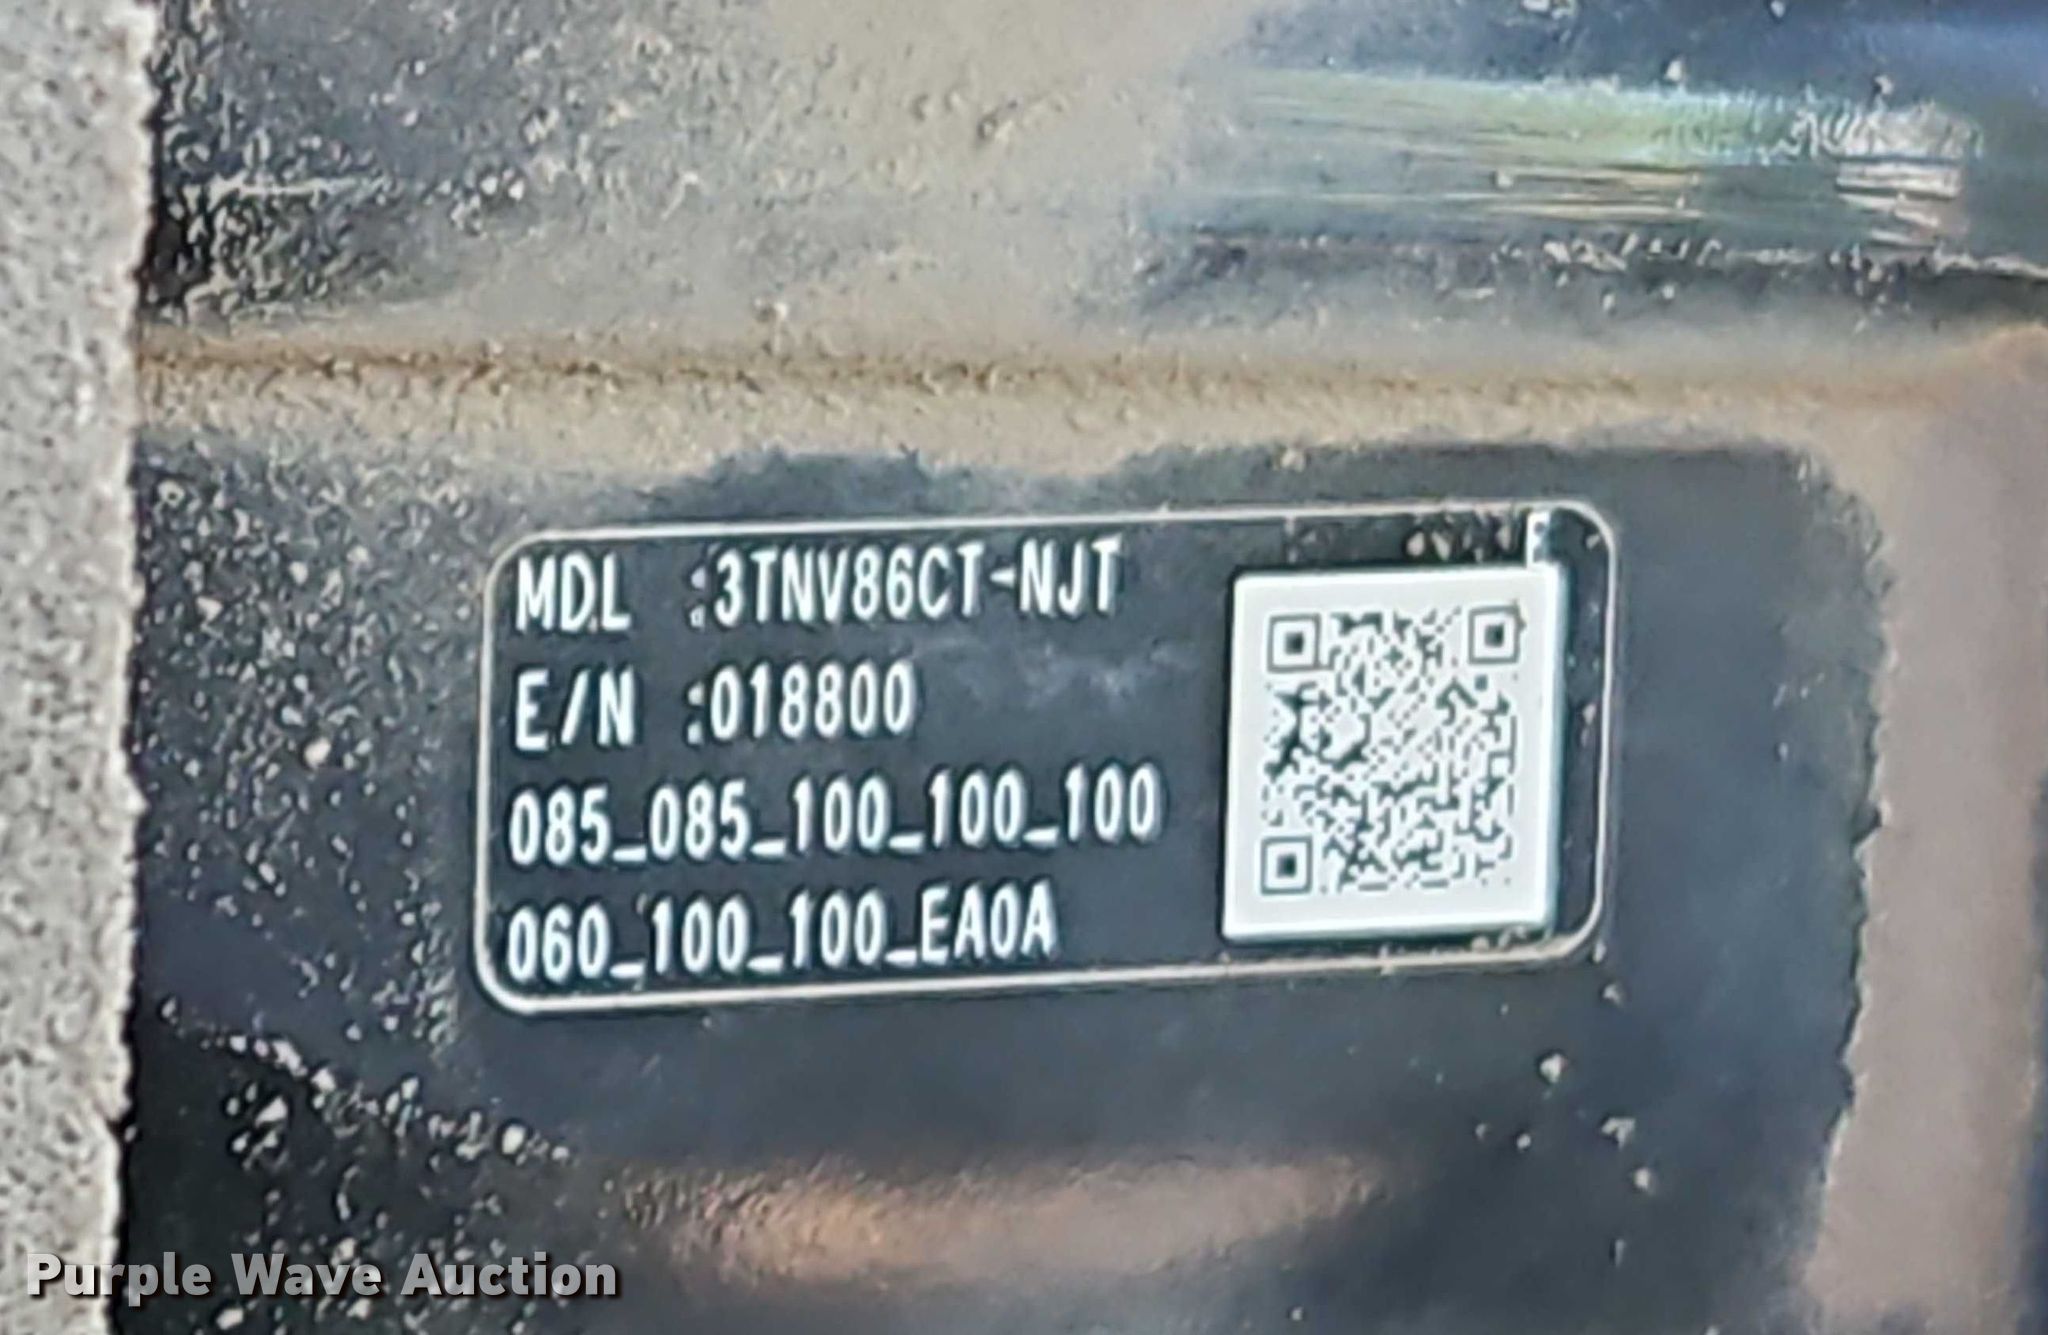 MDL :3TNV86CT-NJT
E/N :018800
085_085_100_100_100
060_100_100_EA0A
Purple Wave Auction